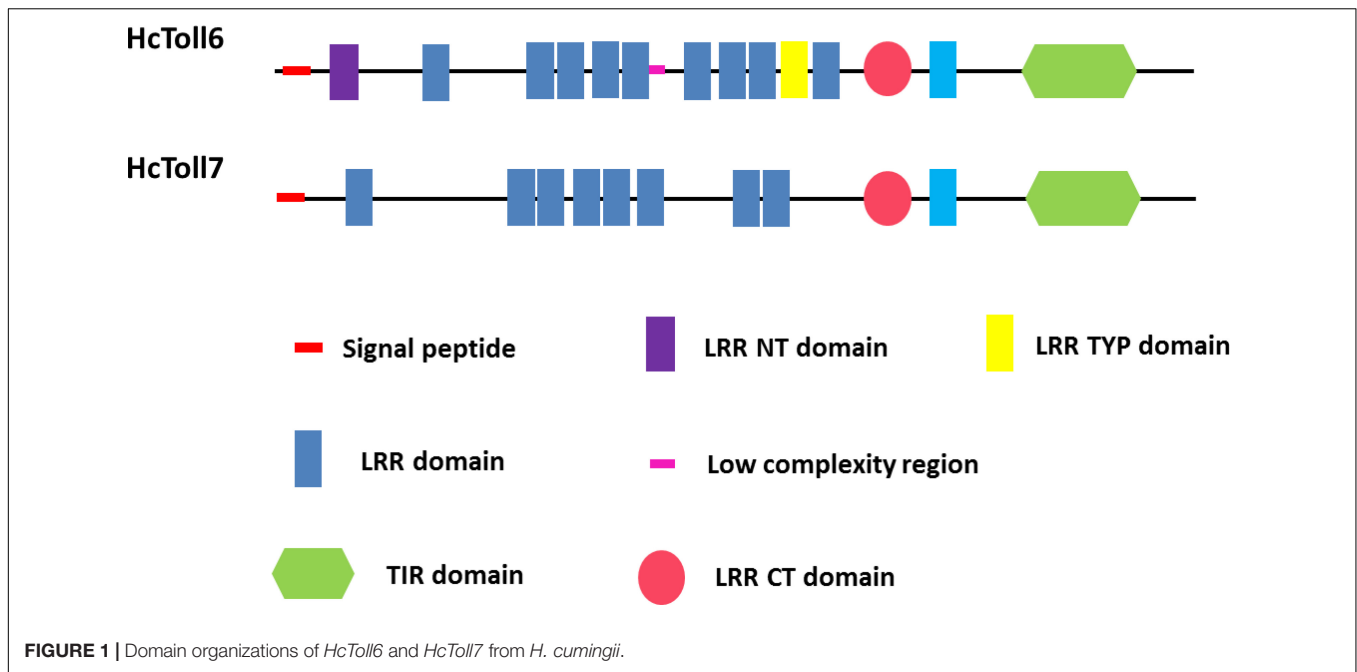 HcToll6
HcToll7
Signal peptide
LRR NT domain
LRR TYP domain
LRR domain
Low complexity region
TIR domain
LRR CT domain
FIGURE 1 | Domain organizations of HcToll6 and HcToll7 from H. cumingii.